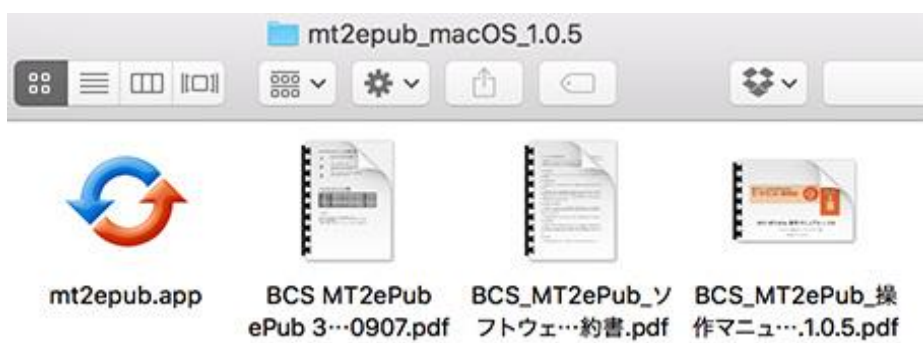 mt2epub_macOS_1.0.5
mt2epub.app
BCS MT2ePub
ePub 3…0907.pdf
BCS_MT2ePub_ソ
フトウェ…約書.pdf
BCS_MT2ePub_操
作マニュ….1.0.5.pdf